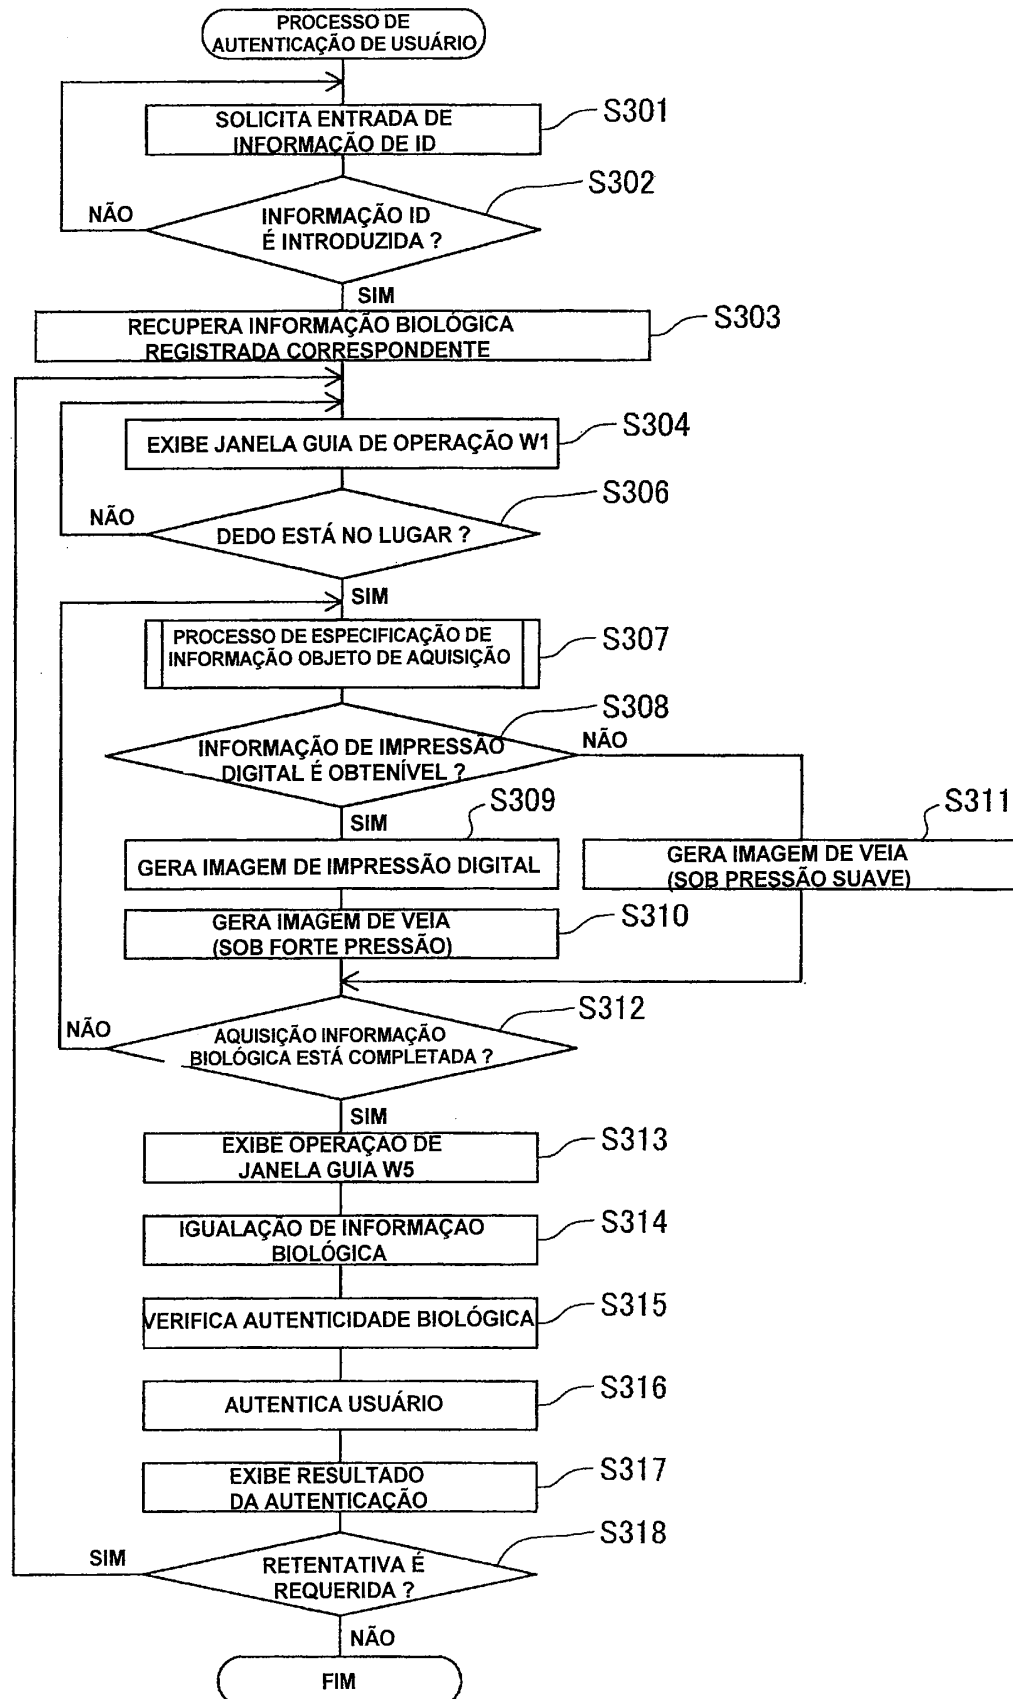 PROCESSO DE
AUTENTICAÇÃO DE USUÁRIO
SOLICITA ENTRADA DE
INFORMAÇÃO DE ID
S301
S302
INFORMAÇÃO ID
É INTRODUZIDA ?
NÃO
SIM
RECUPERA INFORMAÇÃO BIOLÓGICA
REGISTRADA CORRESPONDENTE
S303
EXIBE JANELA GUIA DE OPERAÇÃO W1
S304
S306
NÃO
DEDO ESTÁ NO LUGAR ?
SIM
PROCESSO DE ESPECIFICAÇÃO DE
INFORMAÇÃO OBJETO DE AQUISIÇÃO
S307
S308
INFORMAÇÃO DE IMPRESSÃO
DIGITAL É OBTENÍVEL ?
NÃO
SIM
S309
S311
GERA IMAGEM DE IMPRESSÃO DIGITAL
GERA IMAGEM DE VEIA
(SOB PRESSÃO SUAVE)
GERA IMAGEM DE VEIA
(SOB FORTE PRESSÃO)
S310
S312
NÃO
AQUISIÇÃO INFORMAÇÃO
BIOLÓGICA ESTÁ COMPLETADA ?
SIM
EXIBE OPERAÇAO DE
JANELA GUIA W5
S313
IGUALAÇÃO DE INFORMAÇAO
BIOLÓGICA
S314
VERIFICA AUTENTICIDADE BIOLÓGICA
S315
AUTENTICA USUÁRIO
S316
EXIBE RESULTADO
DA AUTENTICAÇÃO
S317
S318
SIM
RETENTATIVA É
REQUERIDA ?
NÃO
FIM